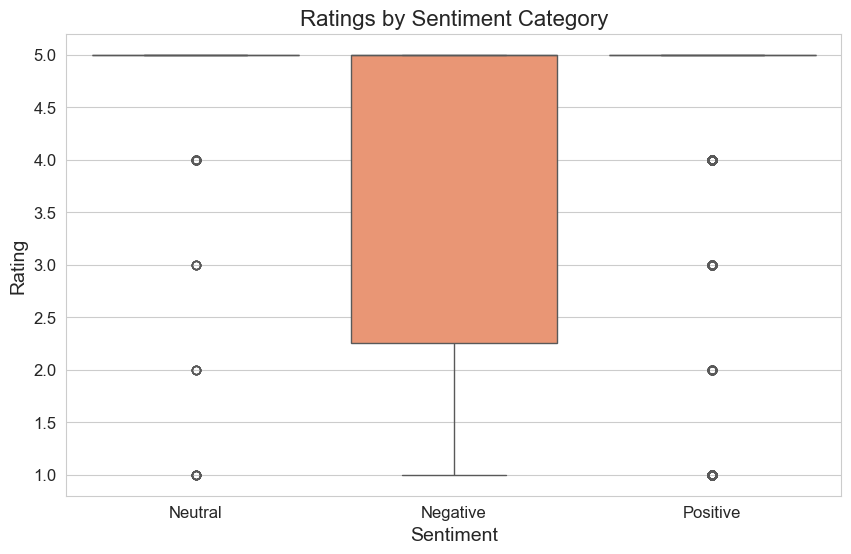 Ratings by Sentiment Category
Rating
5.0
4.5
4.0
3.5
3.0
2.5
2.0
1.5
1.0
Neutral
Negative
Positive
Sentiment